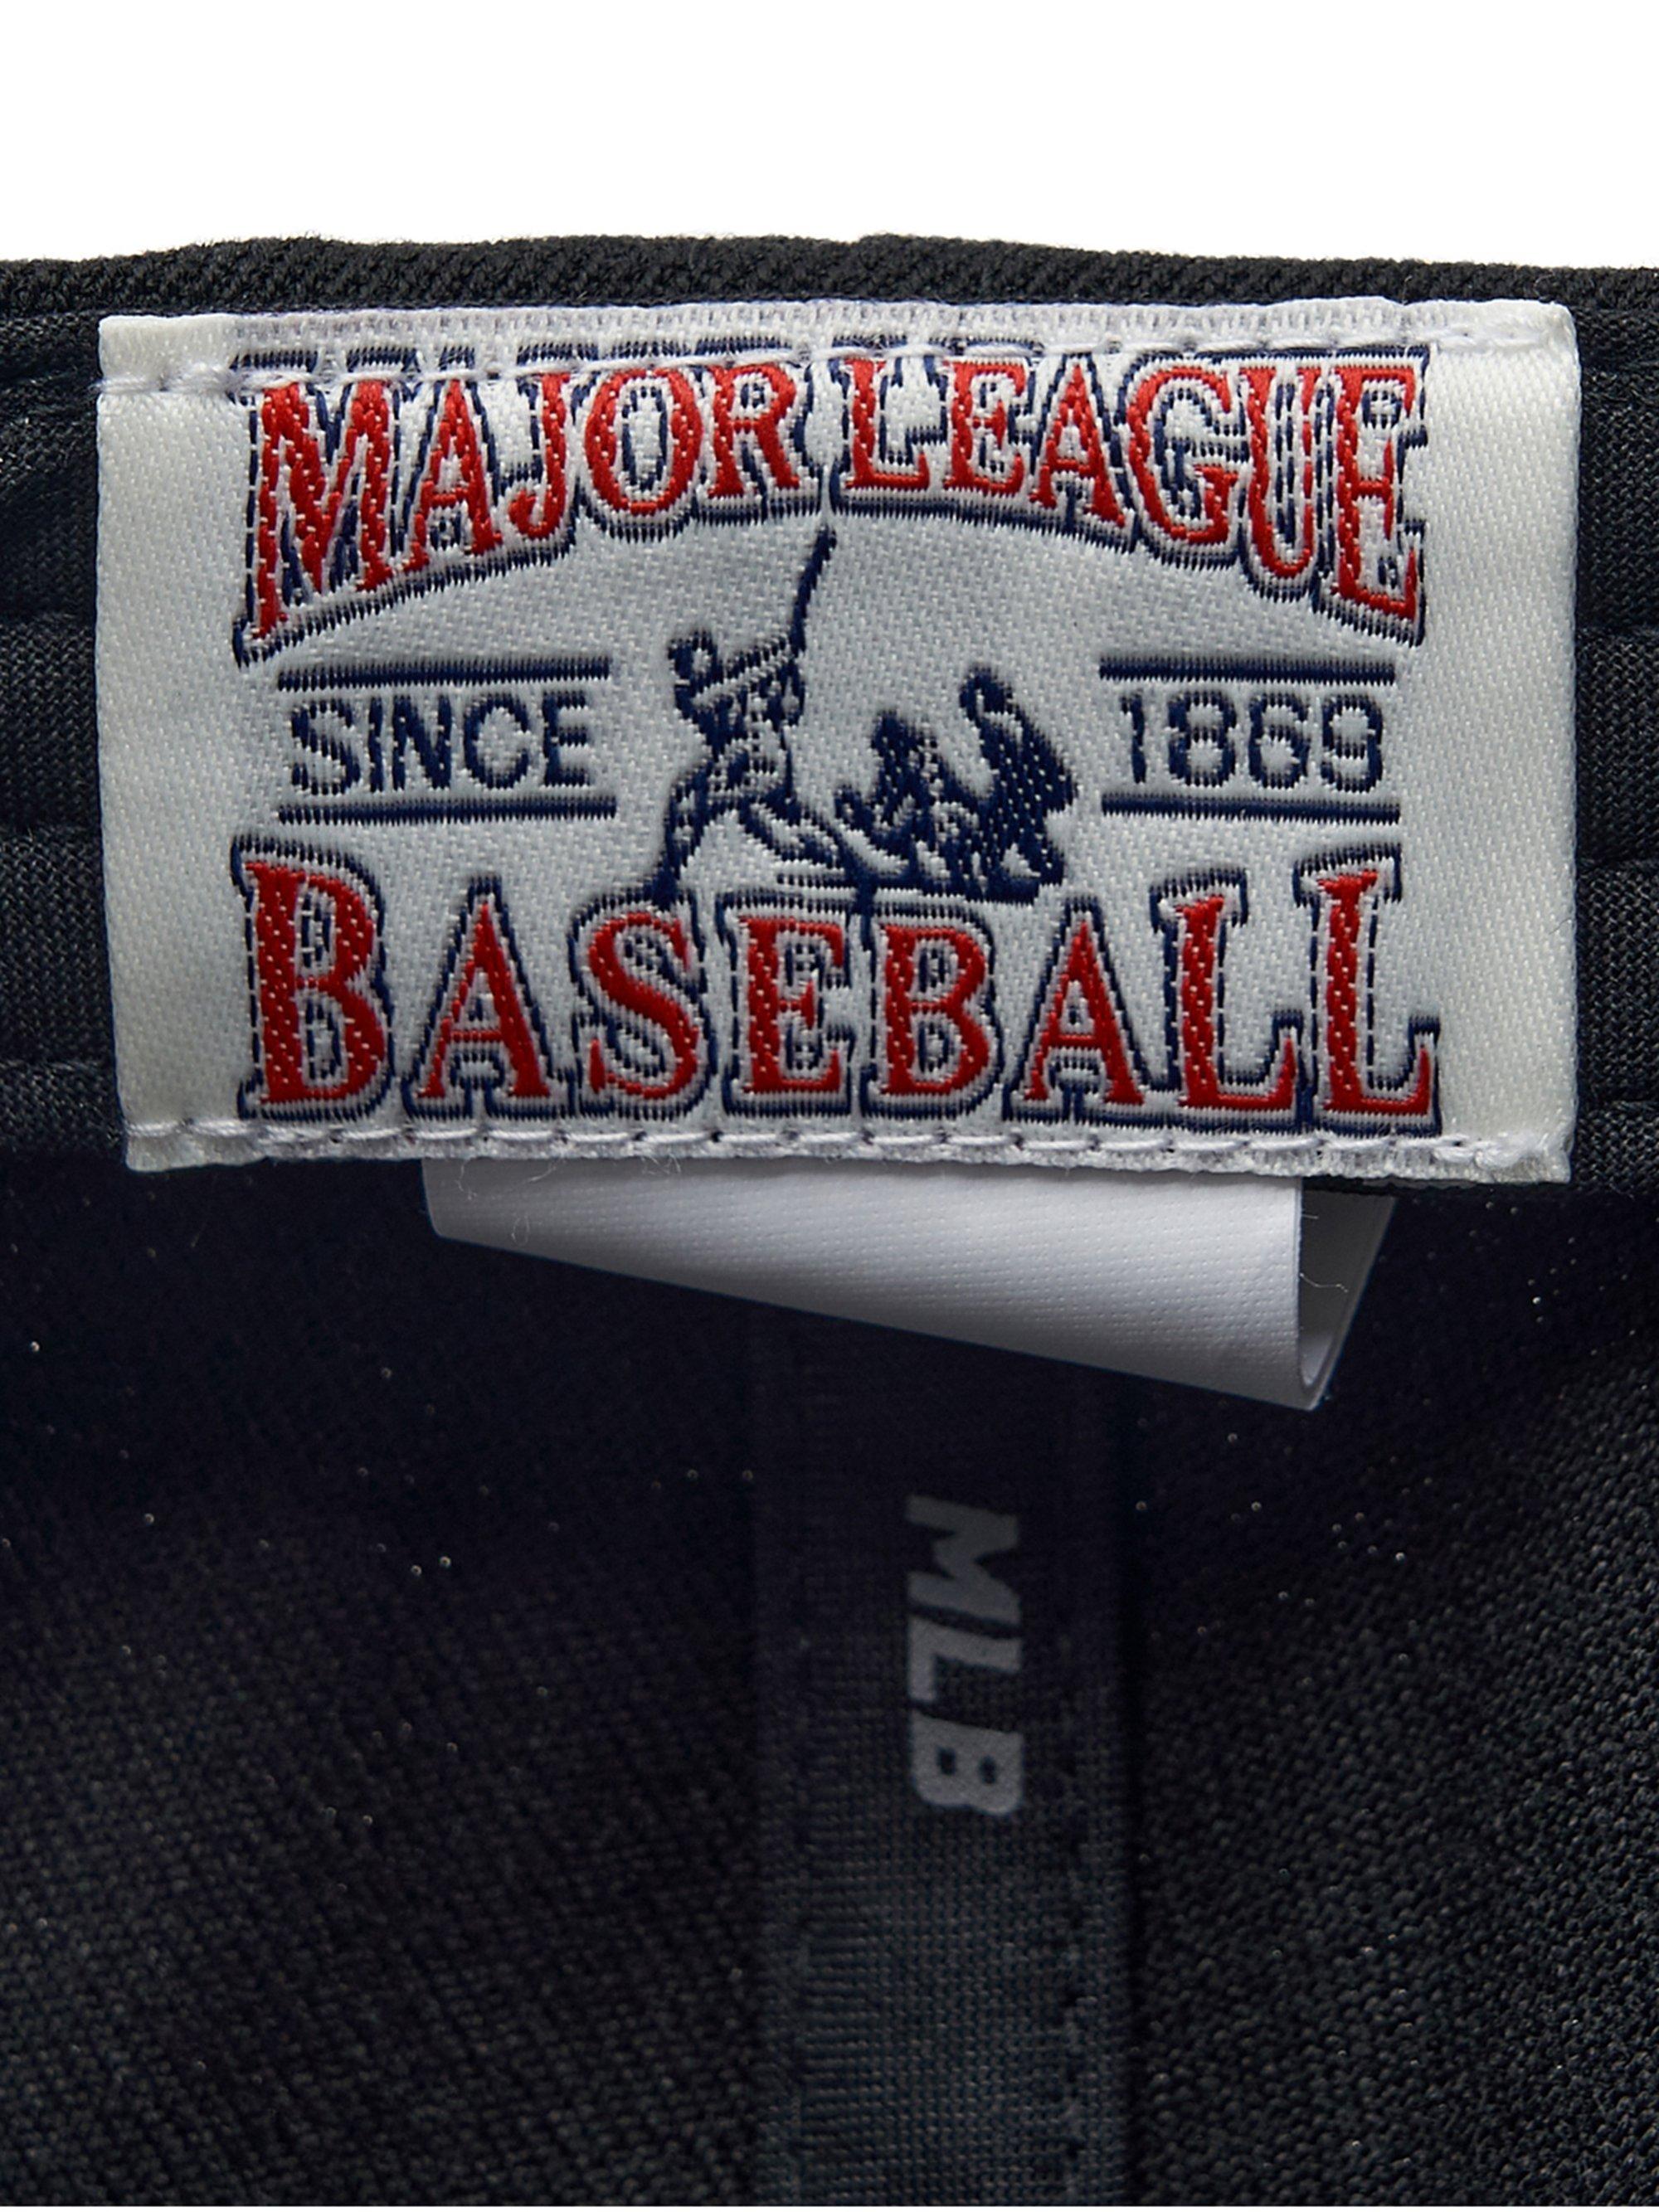 MAJOR LEAGUE
SINCE 1869
BASEBALL
MLB